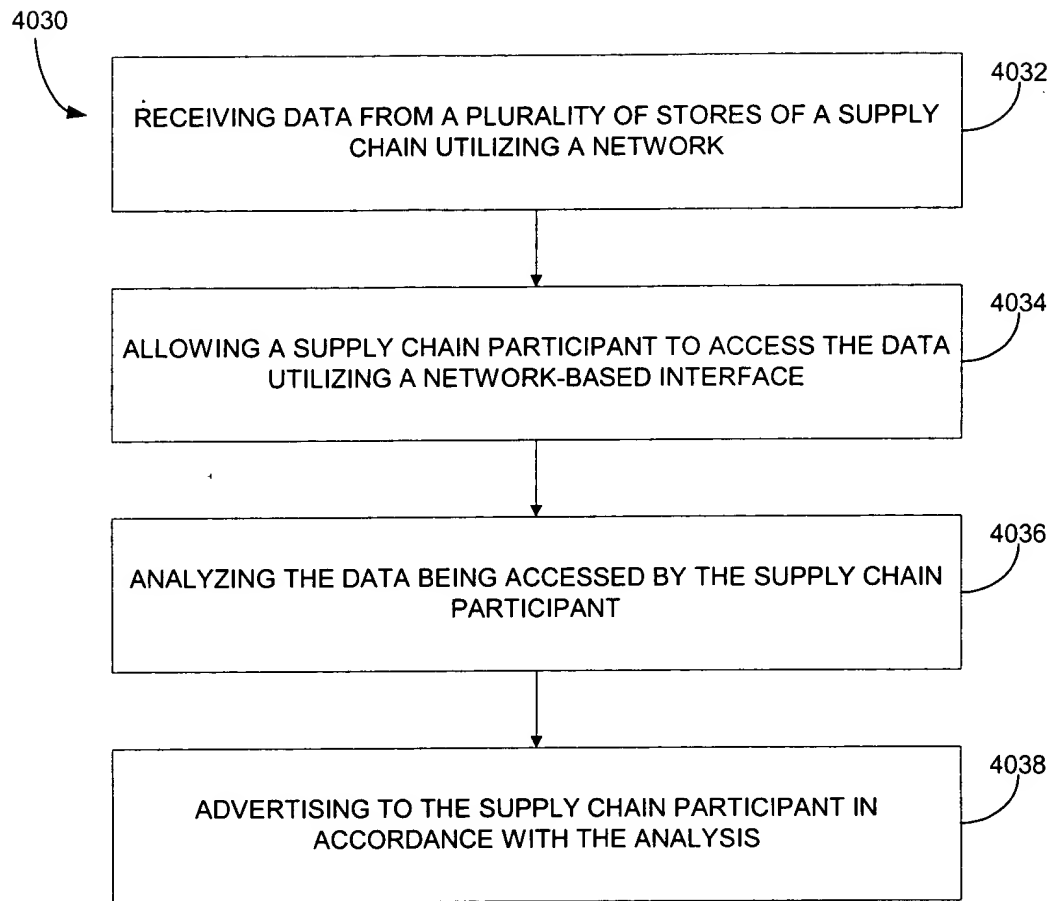 4030
4032
RECEIVING DATA FROM A PLURALITY OF STORES OF A SUPPLY
CHAIN UTILIZING A NETWORK
4034
ALLOWING A SUPPLY CHAIN PARTICIPANT TO ACCESS THE DATA
UTILIZING A NETWORK-BASED INTERFACE
4036
ANALYZING THE DATA BEING ACCESSED BY THE SUPPLY CHAIN
PARTICIPANT
4038
ADVERTISING TO THE SUPPLY CHAIN PARTICIPANT IN
ACCORDANCE WITH THE ANALYSIS